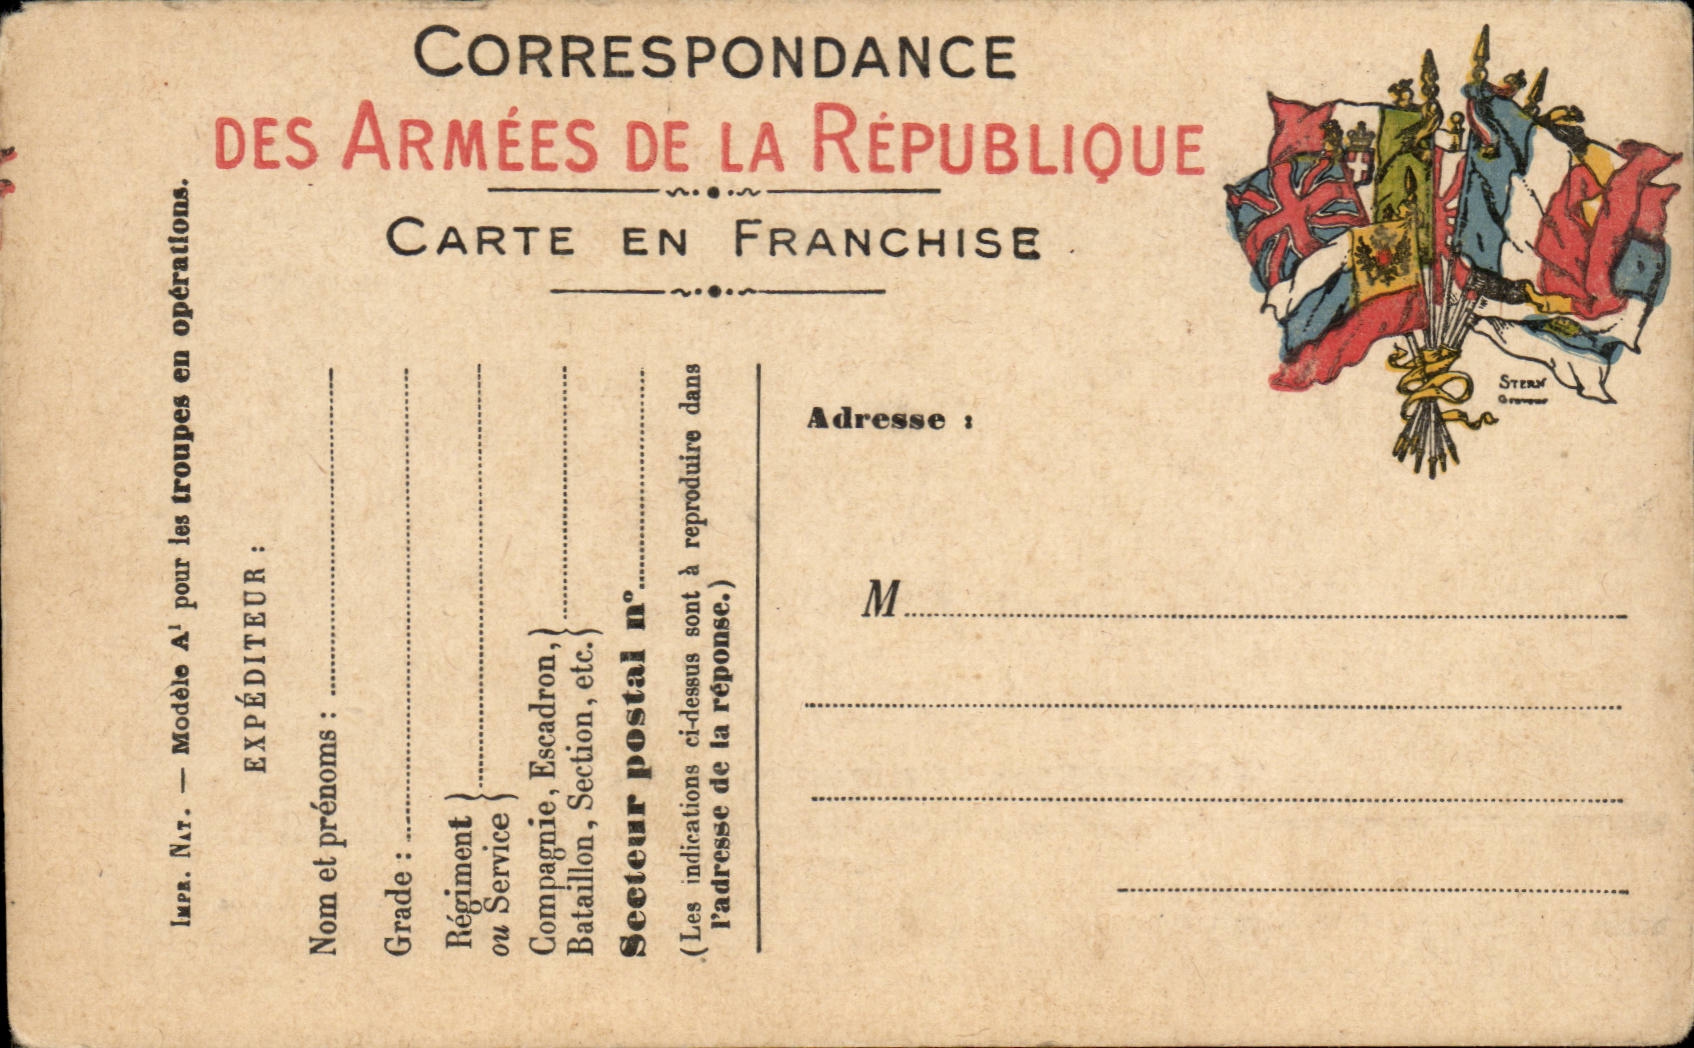 CORRESPONDANCE
DES ARMÉES DE LA RÉPUBLIQUE
CARTE EN FRANCHISE
IMPR. NAT. — Modèle A¹ pour les troupes en opérations.
EXPÉDITEUR :
Nom et prénoms :
Grade :
Régiment }
ou Service }
Compagnie, Escadron, }
Bataillon, Section, etc. }
Secteur postal n°
(Les indications ci-dessus sont à reproduire dans
l'adresse de la réponse.)
Adresse :
M
STERN
Graveur